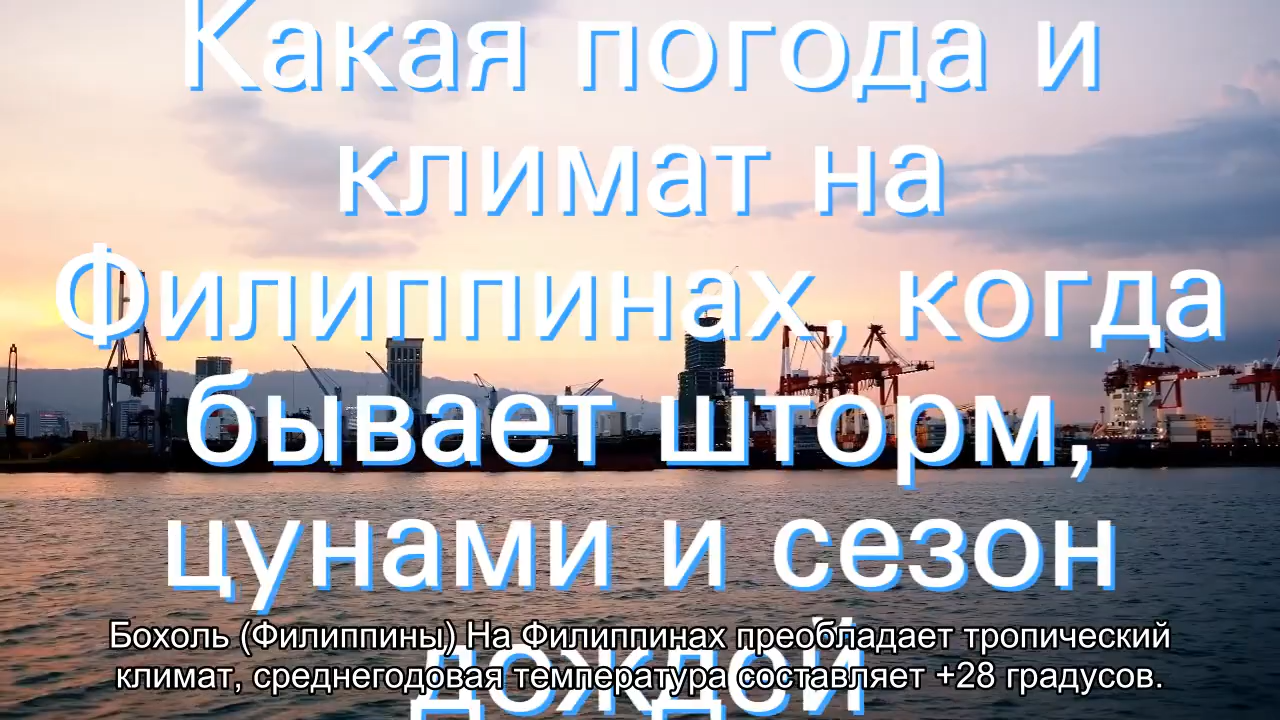 Какая погода и
климат на
Филиппинах, когда
бывает шторм,
цунами и сезон
дождей
Бохоль (Филиппины) На Филиппинах преобладает тропический
климат, среднегодовая температура составляет +28 градусов.